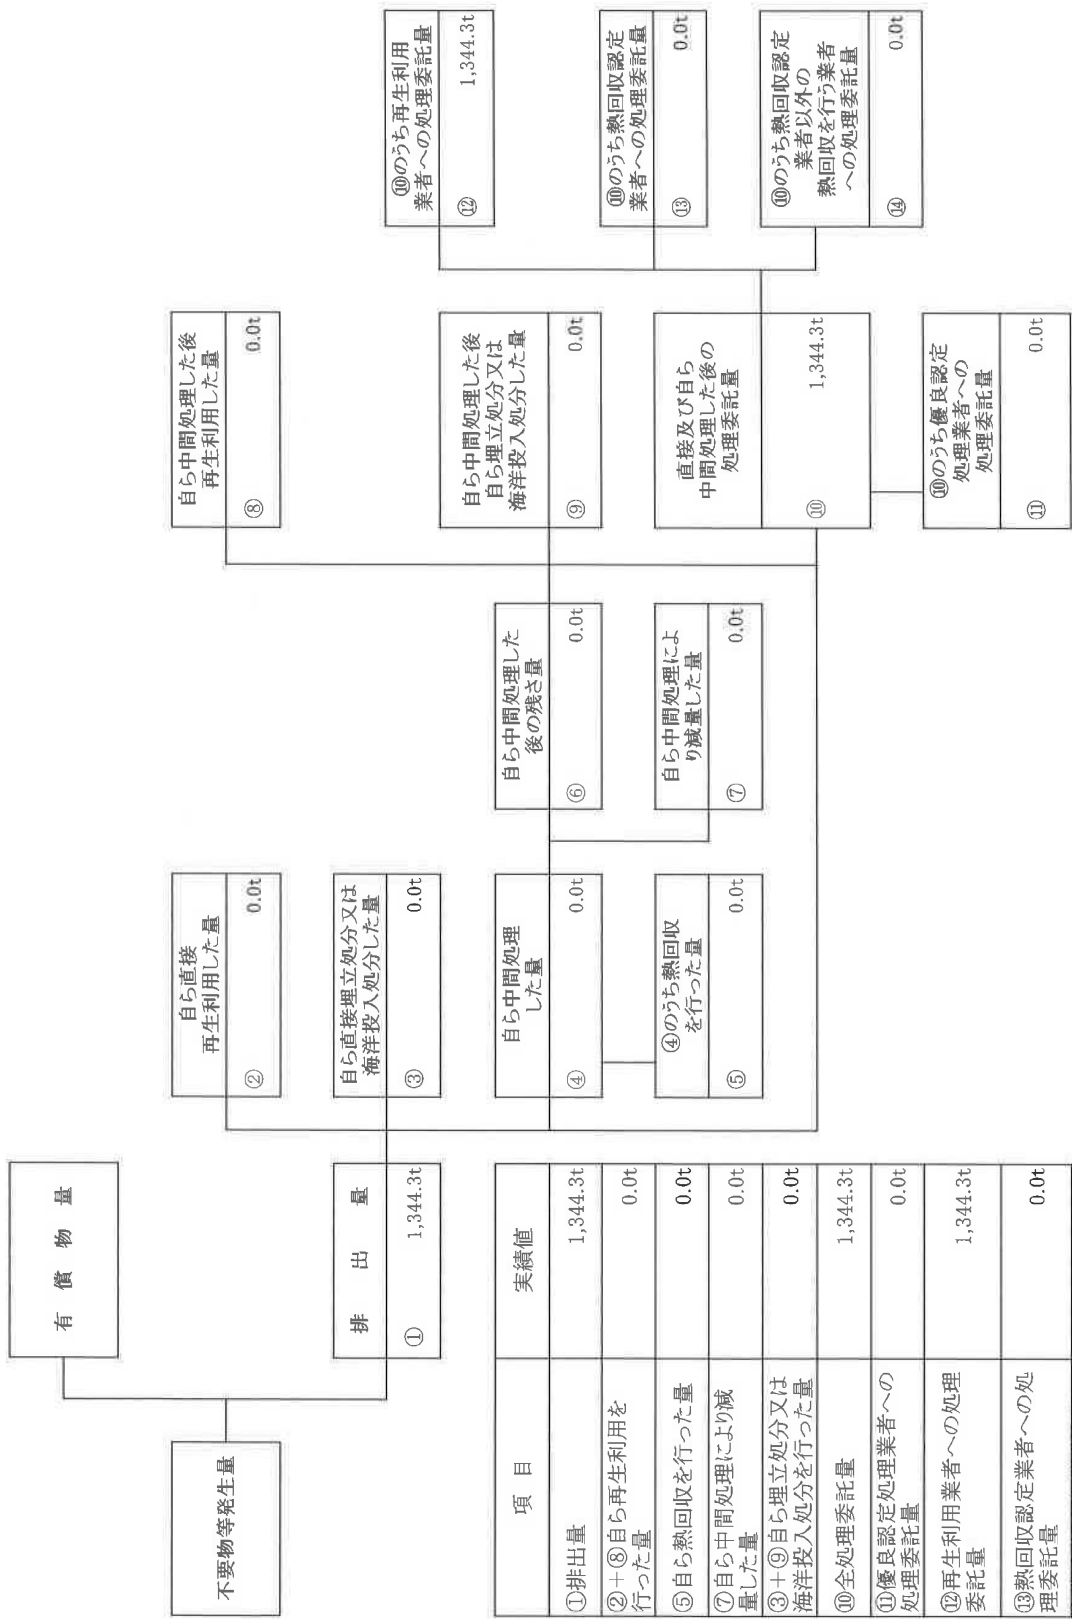 不要物等発生量
有償物量
排出量
① 1,344.3t
自ら直接
再生利用した量
② 0.0t
自ら直接埋立処分又は
海洋投入処分した量
③ 0.0t
自ら中間処理
した量
④ 0.0t
④のうち熱回収
を行った量
⑤ 0.0t
自ら中間処理した
後の残さ量
⑥ 0.0t
自ら中間処理によ
り減量した量
⑦ 0.0t
自ら中間処理した後
再生利用した量
⑧ 0.0t
自ら中間処理した後
自ら埋立処分又は
海洋投入処分した量
⑨ 0.0t
直接及び自ら
中間処理した後の
処理委託量
⑩ 1,344.3t
⑩のうち優良認定
処理業者への
処理委託量
⑪ 0.0t
⑩のうち再生利用
業者への処理委託量
⑫ 1,344.3t
⑩のうち熱回収認定
業者への処理委託量
⑬ 0.0t
⑩のうち熱回収認定
業者以外の
熱回収を行う業者
への処理委託量
⑭ 0.0t
項目 実績値
①排出量 1,344.3t
②+⑧自ら再生利用を
行った量 0.0t
⑤自ら熱回収を行った量 0.0t
⑦自ら中間処理により減
量した量 0.0t
③+⑨自ら埋立処分又は
海洋投入処分を行った量 0.0t
⑩全処理委託量 1,344.3t
⑪優良認定処理業者への
処理委託量 0.0t
⑫再生利用業者への処理
委託量 1,344.3t
⑬熱回収認定業者への処
理委託量 0.0t